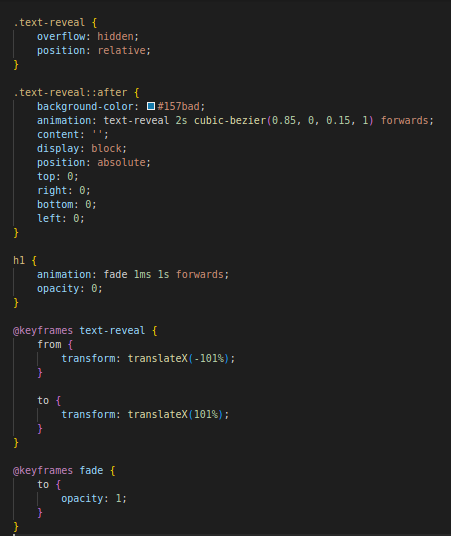 .text-reveal {
    overflow: hidden;
    position: relative;
}

.text-reveal::after {
    background-color: #157bad;
    animation: text-reveal 2s cubic-bezier(0.85, 0, 0.15, 1) forwards;
    content: '';
    display: block;
    position: absolute;
    top: 0;
    right: 0;
    bottom: 0;
    left: 0;
}

h1 {
    animation: fade 1ms 1s forwards;
    opacity: 0;
}

@keyframes text-reveal {
    from {
        transform: translateX(-101%);
    }

    to {
        transform: translateX(101%);
    }
}

@keyframes fade {
    to {
        opacity: 1;
    }
}